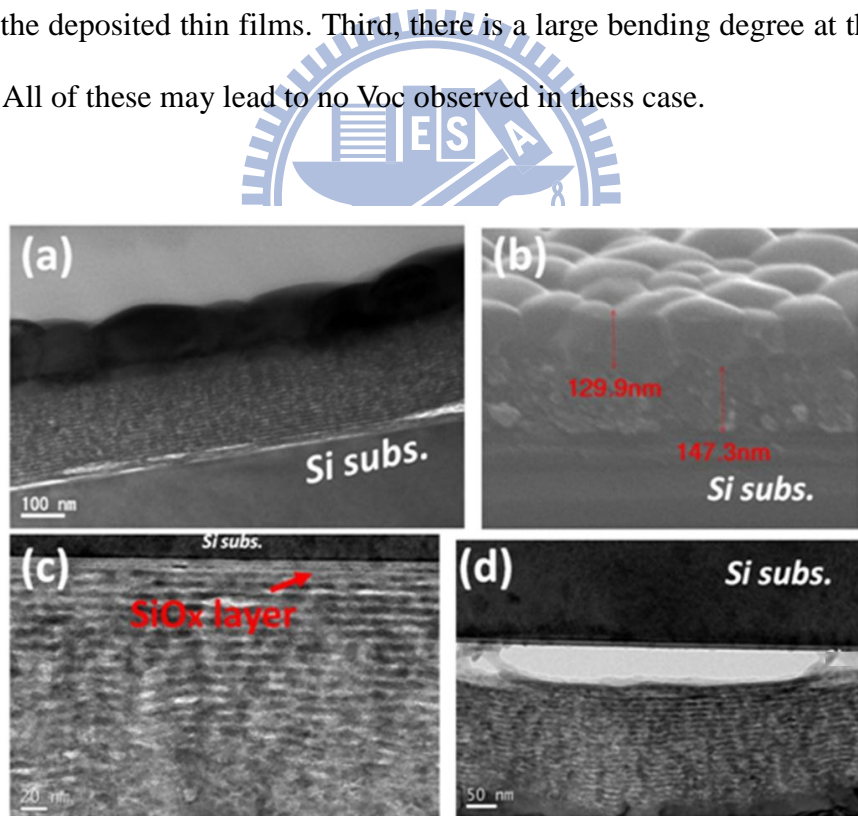 the deposited thin films. Third, there is a large bending degree at th
All of these may lead to no Voc observed in thess case.
E S A
(a)
Si subs.
100 nm
(b)
129.9nm
147.3nm
Si subs.
(c)
Si subs.
SiOx layer
20 nm
(d)
Si subs.
50 nm